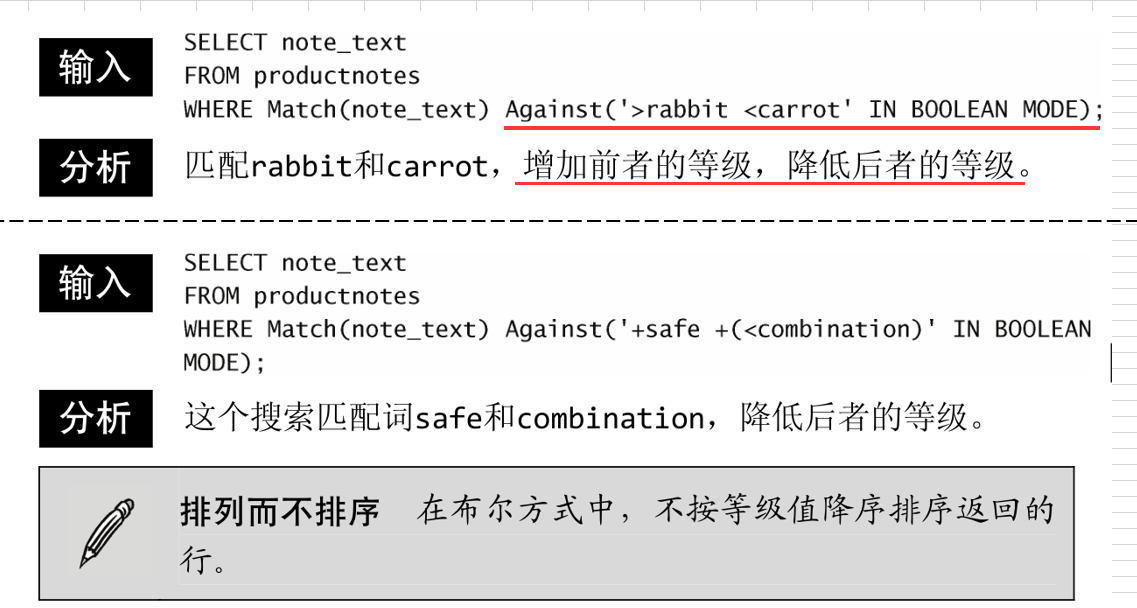 输入
SELECT note_text
FROM productnotes
WHERE Match(note_text) Against('>rabbit <carrot' IN BOOLEAN MODE);
分析
匹配rabbit和carrot，增加前者的等级，降低后者的等级。
输入
SELECT note_text
FROM productnotes
WHERE Match(note_text) Against('+safe +(<combination)' IN BOOLEAN
MODE);
分析
这个搜索匹配词safe和combination，降低后者的等级。
排列而不排序 在布尔方式中，不按等级值降序排序返回的
行。